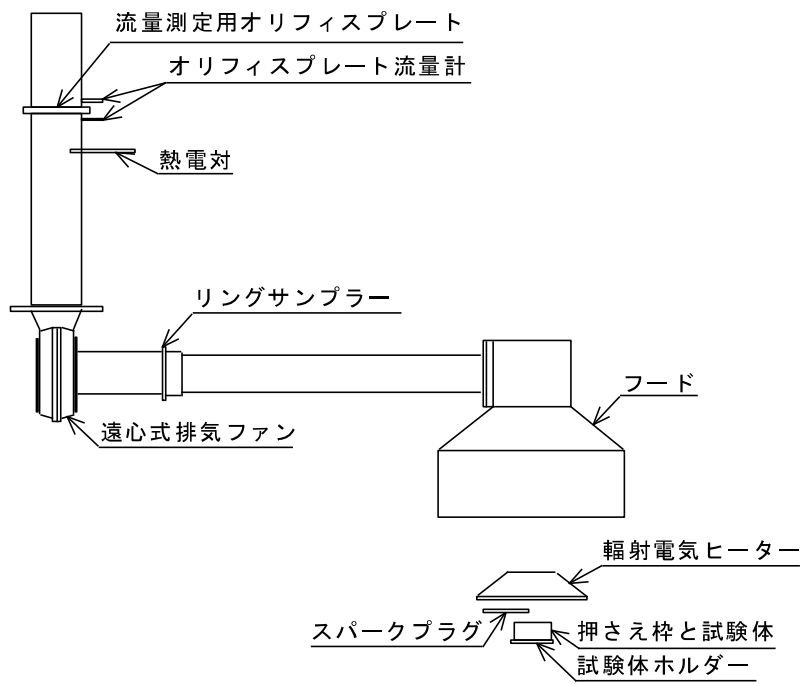 流量測定用オリフィスプレート
オリフィスプレート流量計
熱電対
リングサンプラー
フード
遠心式排気ファン
輻射電気ヒーター
スパークプラグ
押さえ枠と試験体
試験体ホルダー